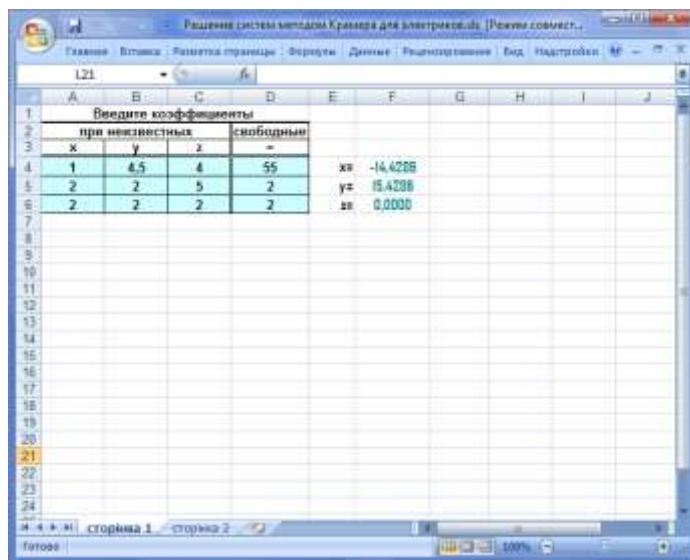 Решение систем методом Крамера для электриков.xls [Режим совмест...
Главная Вставка Разметка страницы Формулы Данные Рецензирование Вид Надстройки
L21 fx
A B C D E F G H I J
1 Введите коэффициенты
2 при неизвестных свободные
3 x y z =
4 1 4,5 4 55 x= -14,4286
5 2 2 5 2 y= 15,4286
6 2 2 2 2 z= 0,0000
7
8
9
10
11
12
13
14
15
16
17
18
19
20
21
22
23
24
сторінка 1 сторінка 2
Готово 100%